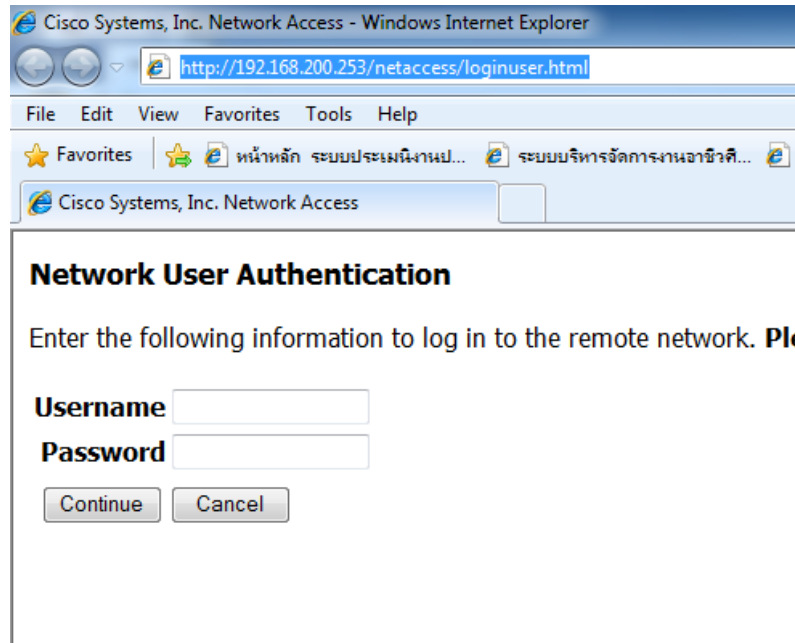 Cisco Systems, Inc. Network Access - Windows Internet Explorer
http://192.168.200.253/netaccess/loginuser.html
File Edit View Favorites Tools Help
Favorites หน้าหลัก ระบบประเมินงานป... ระบบบริหารจัดการงานอาชิวศึ...
Cisco Systems, Inc. Network Access
Network User Authentication
Enter the following information to log in to the remote network.
Username
Password
Continue Cancel